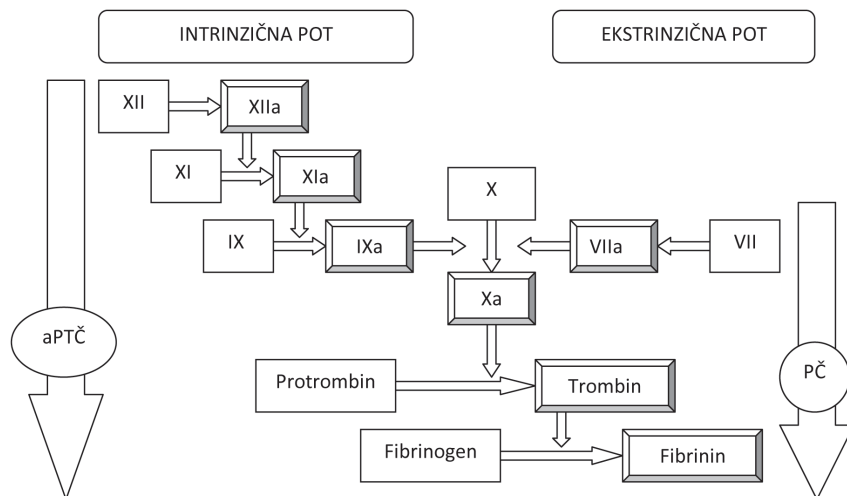 INTRINZIČNA POT
EKSTRINZIČNA POT
XII
XIIa
XI
XIa
X
IX
IXa
VIIa
VII
Xa
aPTČ
PČ
Protrombin
Trombin
Fibrinogen
Fibrinin